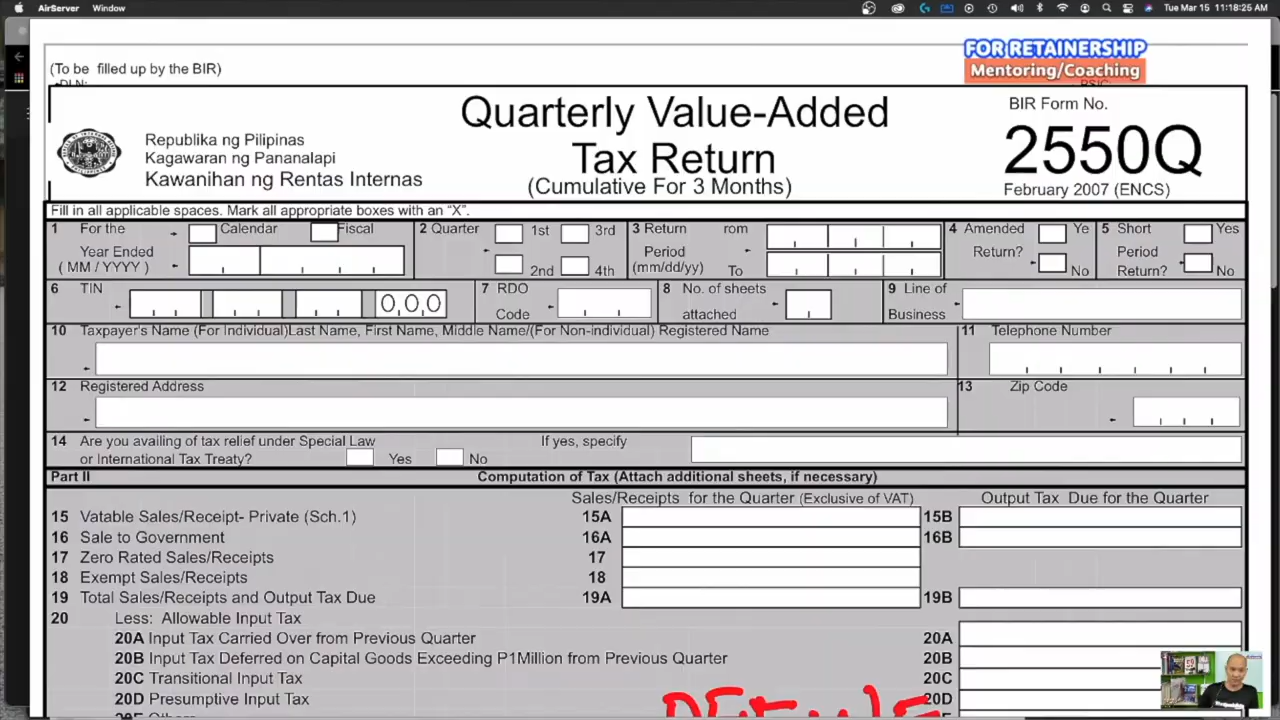 AirServer Window Tue Mar 15 11:18:25 AM
FOR RETAINERSHIP
Mentoring/Coaching
(To be filled up by the BIR)
DLN:
PSIC:
Quarterly Value-Added
Tax Return
(Cumulative For 3 Months)
Republika ng Pilipinas
Kagawaran ng Pananalapi
Kawanihan ng Rentas Internas
BIR Form No.
2550Q
February 2007 (ENCS)
Fill in all applicable spaces. Mark all appropriate boxes with an “X”.
1 For the Calendar Fiscal
Year Ended
( MM / YYYY )
2 Quarter 1st 3rd
2nd 4th
3 Return rom
Period
(mm/dd/yy) To
4 Amended Ye
Return?
No
5 Short Yes
Period
Return? No
6 TIN 0 0 0
7 RDO
Code
8 No. of sheets
attached
9 Line of
Business
10 Taxpayer's Name (For Individual)Last Name, First Name, Middle Name/(For Non-individual) Registered Name
11 Telephone Number
12 Registered Address
13 Zip Code
14 Are you availing of tax relief under Special Law
or International Tax Treaty? Yes No
If yes, specify
Part II Computation of Tax (Attach additional sheets, if necessary)
Sales/Receipts for the Quarter (Exclusive of VAT) Output Tax Due for the Quarter
15 Vatable Sales/Receipt- Private (Sch.1) 15A 15B
16 Sale to Government 16A 16B
17 Zero Rated Sales/Receipts 17
18 Exempt Sales/Receipts 18
19 Total Sales/Receipts and Output Tax Due 19A 19B
20 Less: Allowable Input Tax
20A Input Tax Carried Over from Previous Quarter 20A
20B Input Tax Deferred on Capital Goods Exceeding P1Million from Previous Quarter 20B
20C Transitional Input Tax 20C
20D Presumptive Input Tax 20D
20E Others